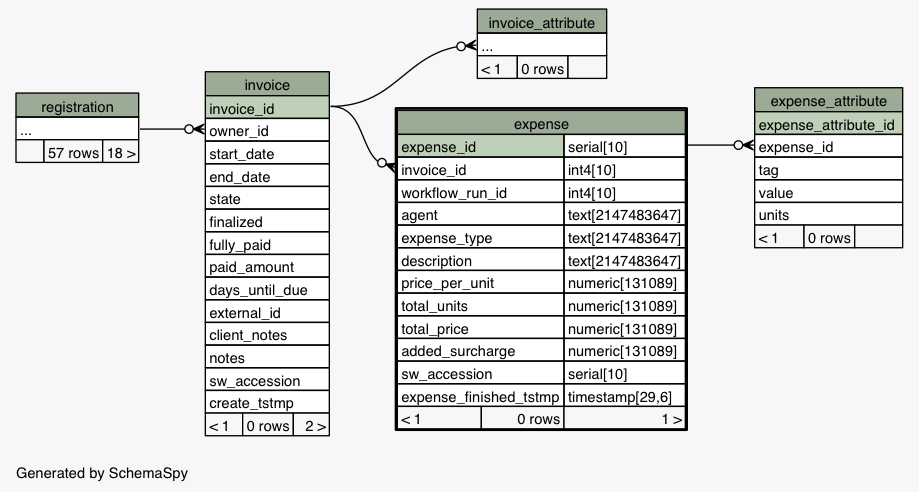 invoice_attribute
...
< 1 0 rows
registration
...
57 rows 18 >
invoice
invoice_id
owner_id
start_date
end_date
state
finalized
fully_paid
paid_amount
days_until_due
external_id
client_notes
notes
sw_accession
create_tstmp
< 1 0 rows 2 >
expense
expense_id serial[10]
invoice_id int4[10]
workflow_run_id int4[10]
agent text[2147483647]
expense_type text[2147483647]
description text[2147483647]
price_per_unit numeric[131089]
total_units numeric[131089]
total_price numeric[131089]
added_surcharge numeric[131089]
sw_accession serial[10]
expense_finished_tstmp timestamp[29,6]
< 1 0 rows 1 >
expense_attribute
expense_attribute_id
expense_id
tag
value
units
< 1 0 rows
Generated by SchemaSpy